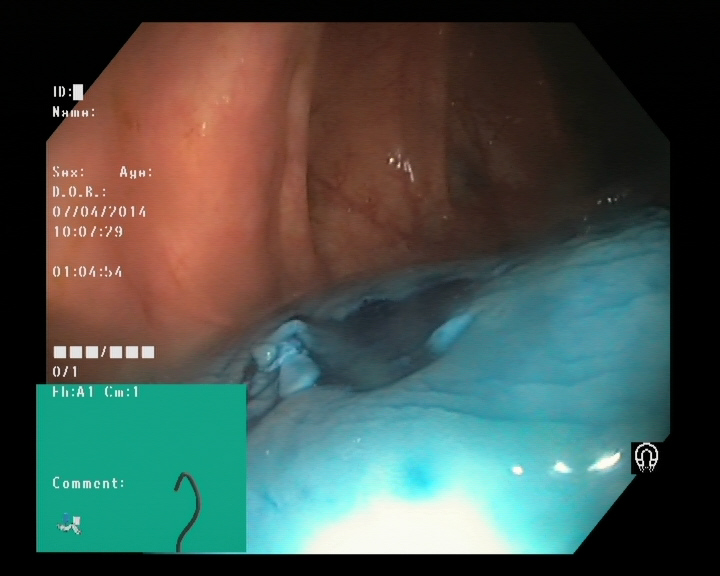 ID:
Name:
Sex: Age:
D.O.B.:
07/04/2014
10:07:29
01:04:54
■■■/■■■
0/1
Eh:A1 Cm:1
Comment: